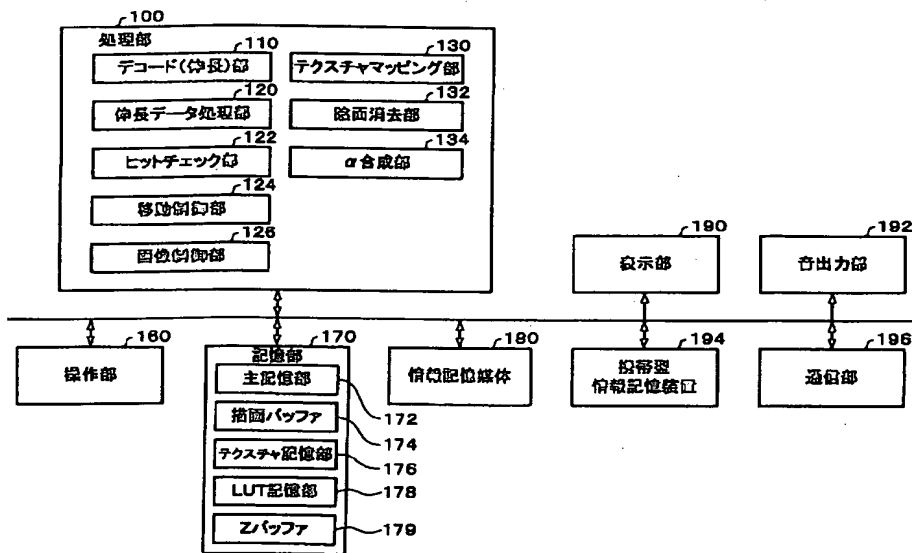 100
処理部
110
デコード(伸長)部
120
伸長データ処理部
122
ヒットチェック部
124
移動制御部
126
画像制御部
130
テクスチャマッピング部
132
陰面消去部
134
α合成部
190
表示部
192
音出力部
160
操作部
170
記憶部
主記憶部
172
描画バッファ
174
テクスチャ記憶部
176
LUT記憶部
178
Zバッファ
179
180
情報記憶媒体
194
携帯型
情報記憶装置
196
通信部